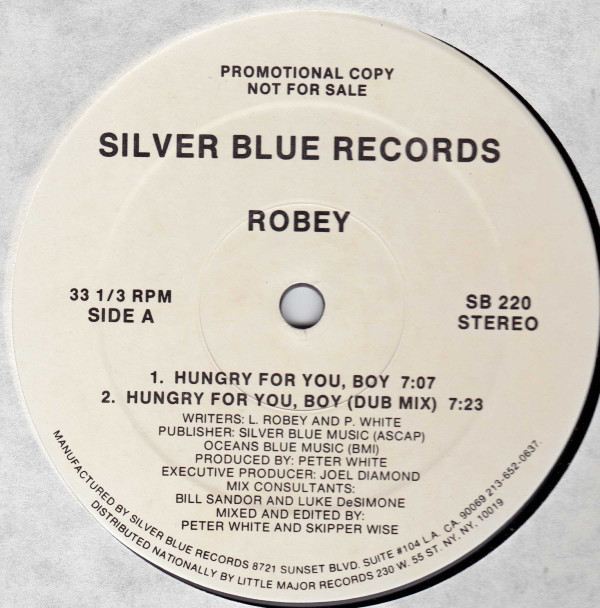 PROMOTIONAL COPY
NOT FOR SALE
SILVER BLUE RECORDS
ROBEY
33 1/3 RPM
SIDE A
SB 220
STEREO
1. HUNGRY FOR YOU, BOY 7:07
2. HUNGRY FOR YOU, BOY (DUB MIX) 7:23
WRITERS: L. ROBEY AND P. WHITE
PUBLISHER: SILVER BLUE MUSIC (ASCAP)
OCEANS BLUE MUSIC (BMI)
PRODUCED BY: PETER WHITE
EXECUTIVE PRODUCER: JOEL DIAMOND
MIX CONSULTANTS:
BILL SANDOR AND LUKE DeSIMONE
MIXED AND EDITED BY:
PETER WHITE AND SKIPPER WISE
MANUFACTURED BY SILVER BLUE RECORDS 8721 SUNSET BLVD. SUITE #104 L.A. CA. 90069 213-652-0637.
DISTRIBUTED NATIONALLY BY LITTLE MAJOR RECORDS 230 W. 55 ST. NY, NY. 10019